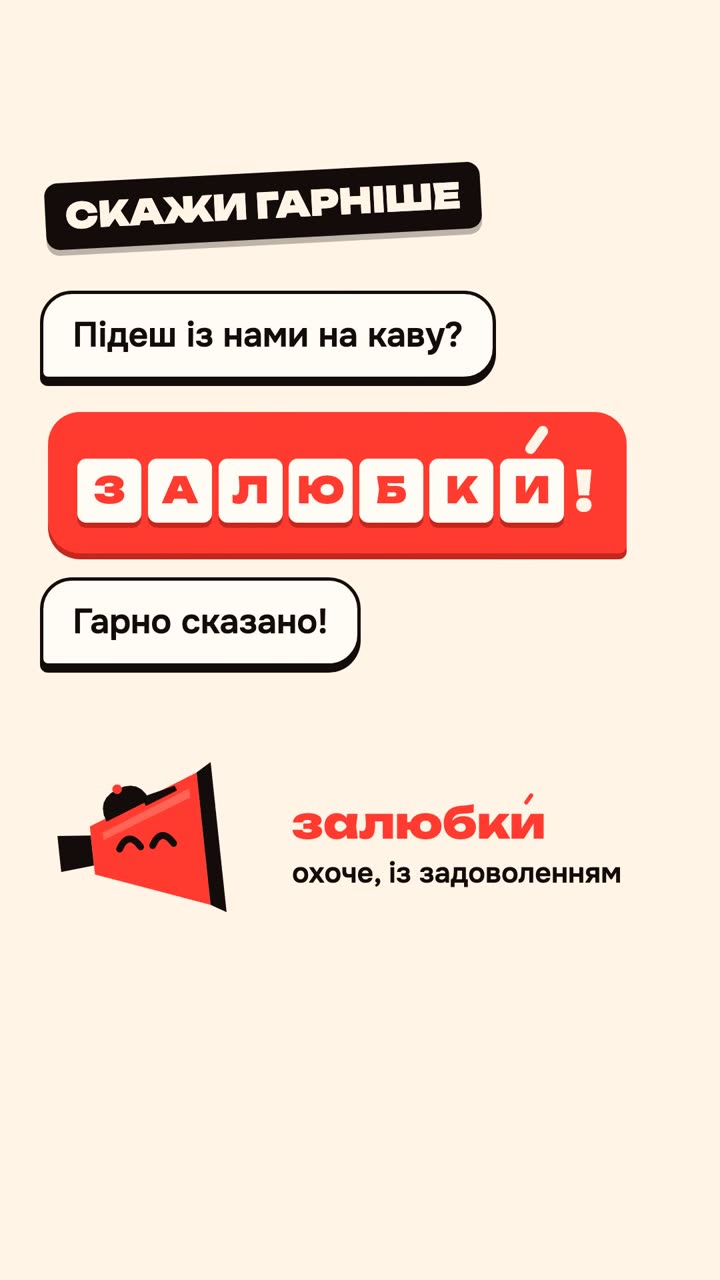 СКАЖИ ГАРНІШЕ
Підеш із нами на каву?
ЗАЛЮБКИ́!
Гарно сказано!
залюбки́
охоче, із задоволенням